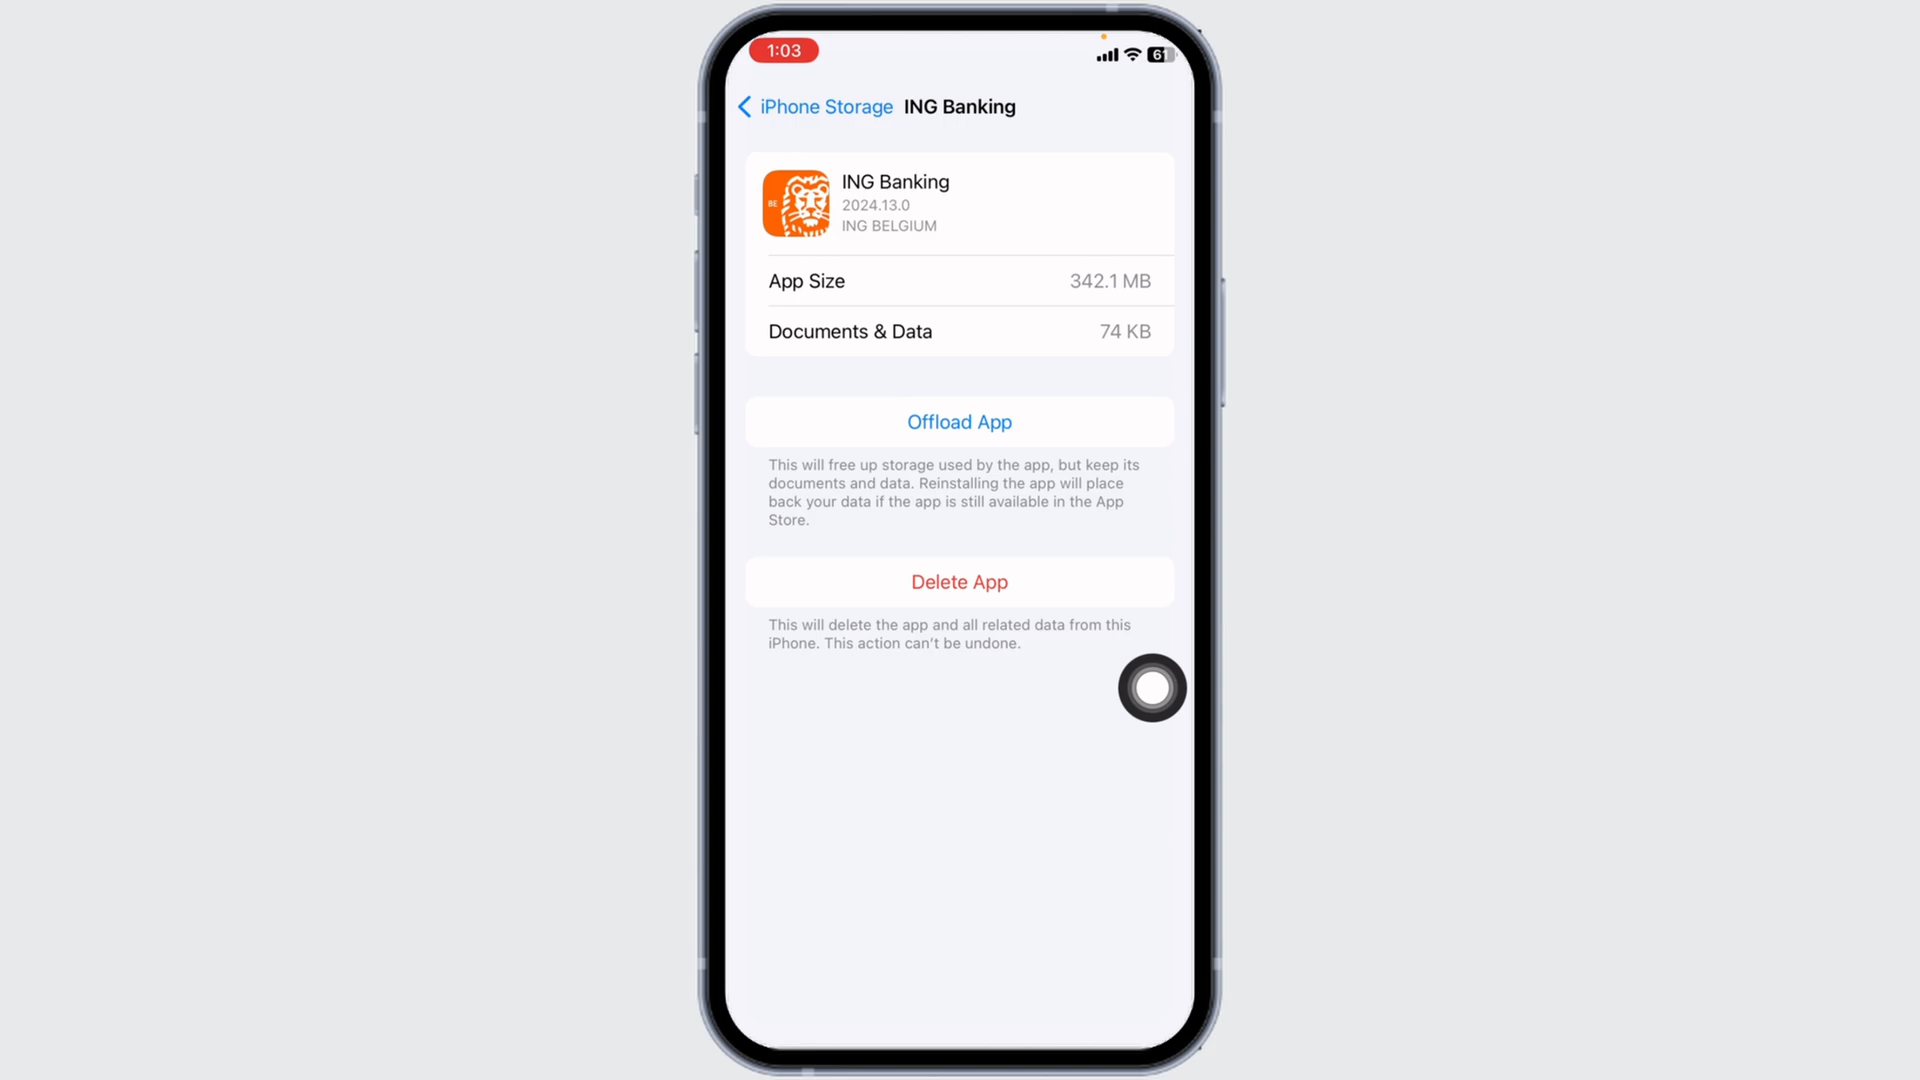 1:03
61
iPhone Storage ING Banking
ING Banking
BE
2024.13.0
ING BELGIUM
App Size 342.1 MB
Documents & Data 74 KB
Offload App
This will free up storage used by the app, but keep its
documents and data. Reinstalling the app will place
back your data if the app is still available in the App
Store.
Delete App
This will delete the app and all related data from this
iPhone. This action can't be undone.